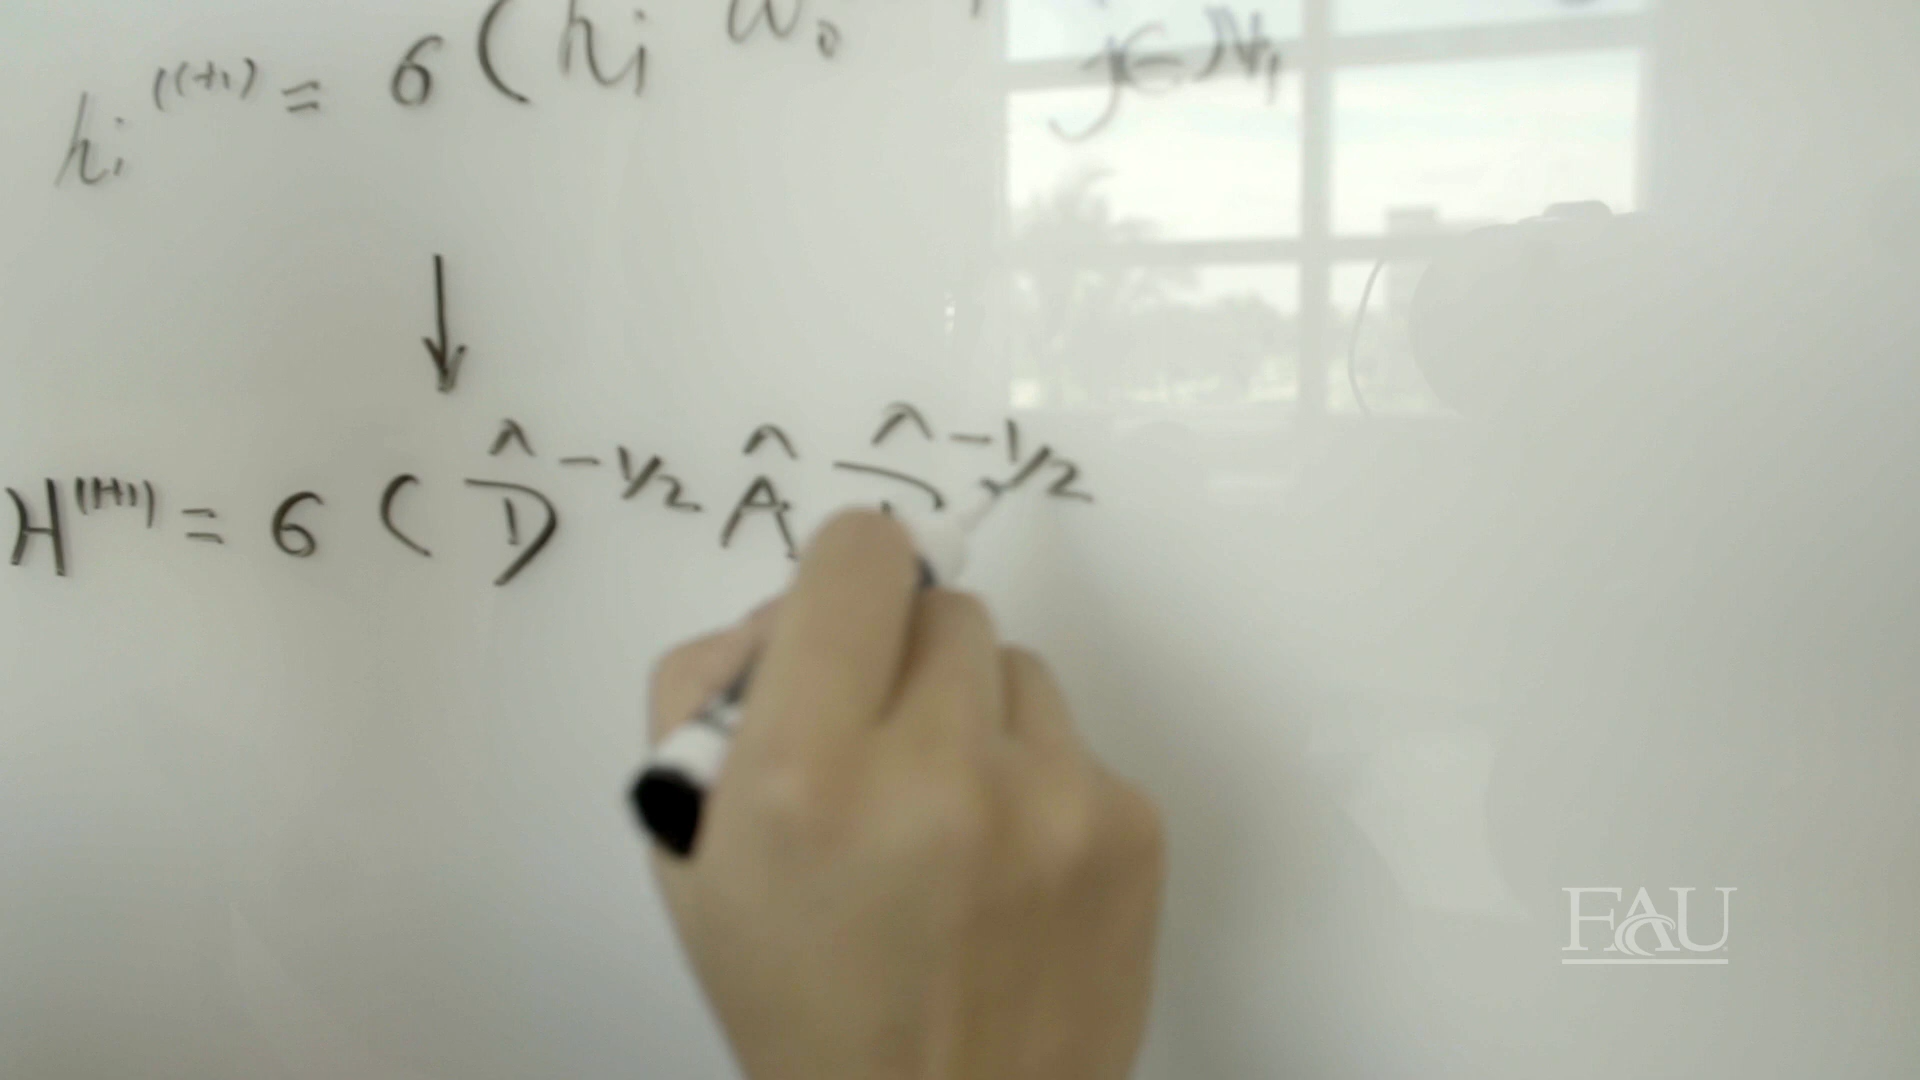 hᵢ⁽ˡ⁺¹⁾ = 6 ( hᵢ W₀
j∈Nᵢ
H⁽ˡ⁺¹⁾ = 6 ( D̂^-1/2 Â D̂^-1/2
FAU